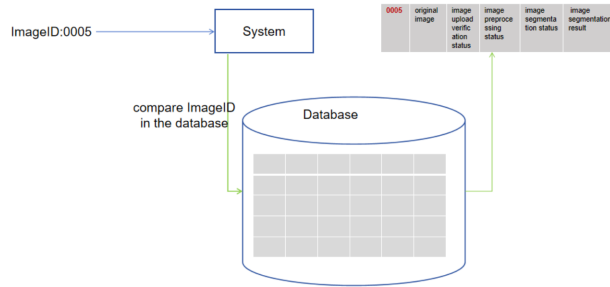 ImageID:0005
System
0005
original
image
image
upload
verific
ation
status
image
preproce
ssing
status
image
segmenta
tion status
image
segmentation
result
compare ImageID
in the database
Database